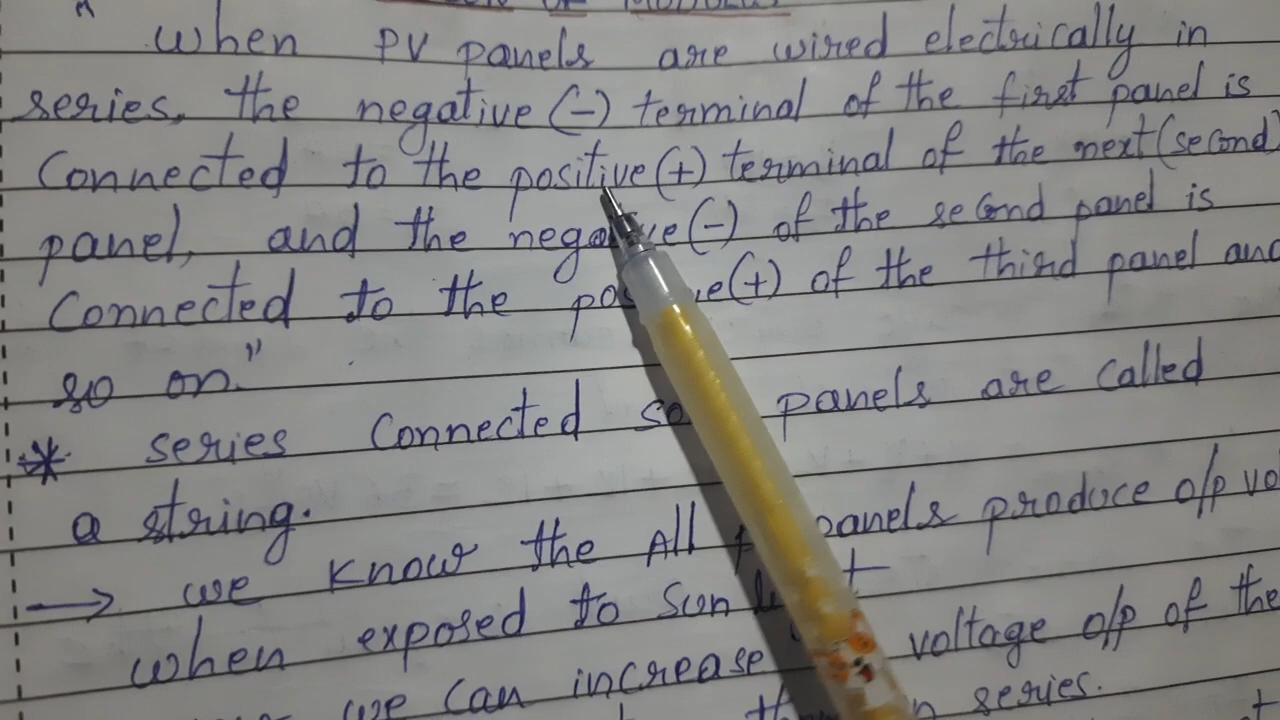 OF MODULES
" When PV panels are wired electrically in
series, the negative (-) terminal of the first panel is
Connected to the positive (+) terminal of the next (second)
panel, and the (-) of the second panel is
Connected to the (+) of the third panel and
so on."
* series Connected panels are called
a string.
→ we know the All panels produce o/p
when exposed to Sun
we can increase voltage o/p of the
series.